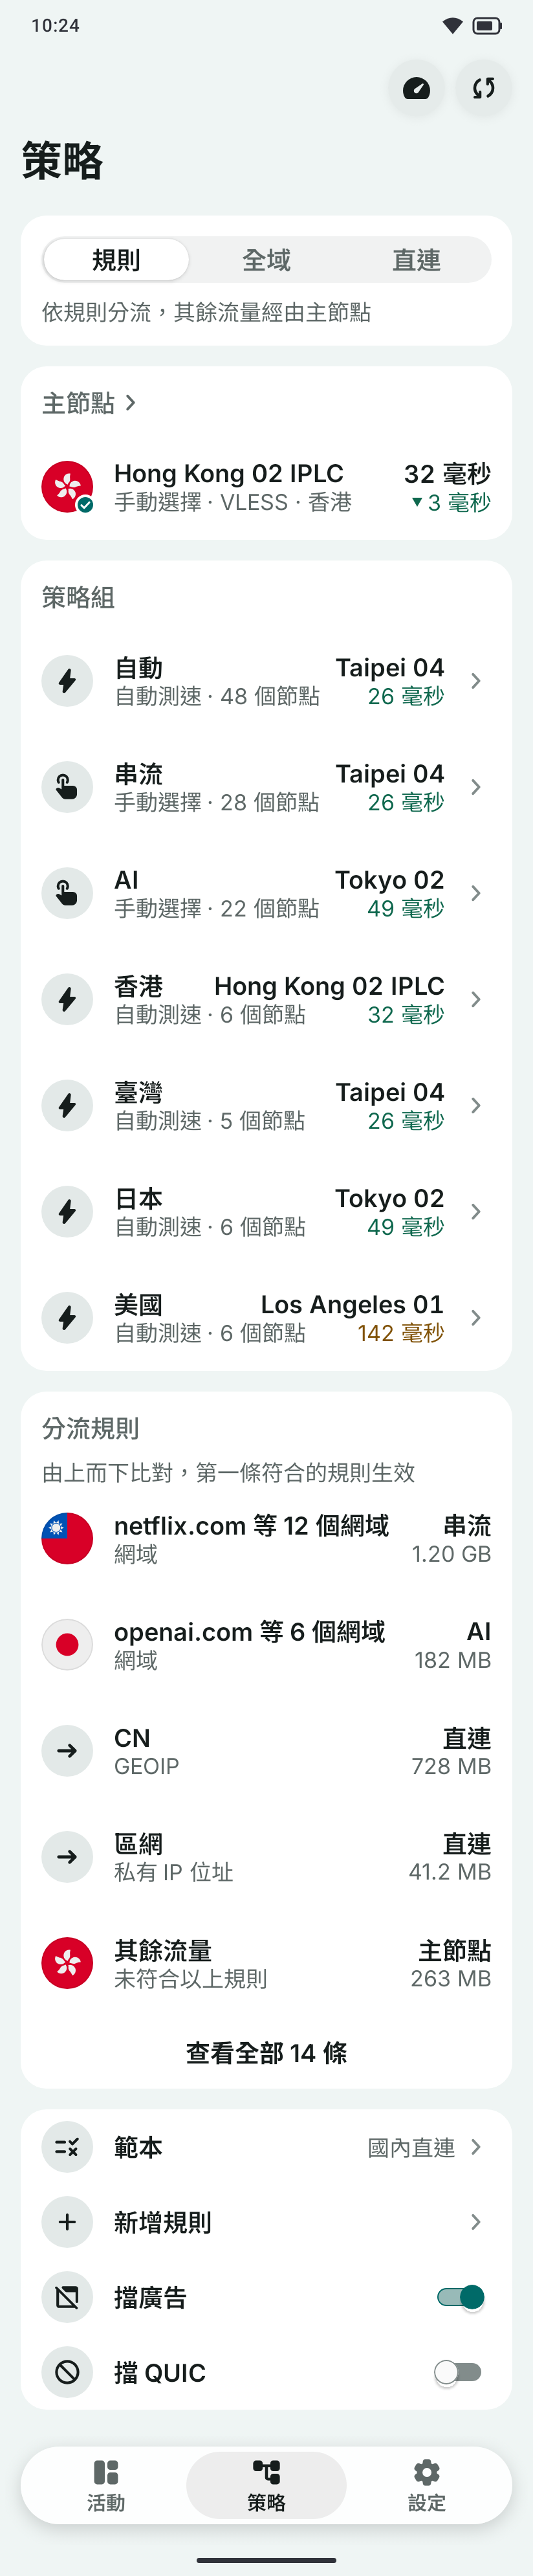 10:24
策略
規則
全域
直連
依規則分流，其餘流量經由主節點
主節點
Hong Kong 02 IPLC
32 毫秒
手動選擇 · VLESS · 香港
▼3 毫秒
策略組
自動
Taipei 04
自動測速 · 48 個節點
26 毫秒
串流
Taipei 04
手動選擇 · 28 個節點
26 毫秒
AI
Tokyo 02
手動選擇 · 22 個節點
49 毫秒
香港
Hong Kong 02 IPLC
自動測速 · 6 個節點
32 毫秒
臺灣
Taipei 04
自動測速 · 5 個節點
26 毫秒
日本
Tokyo 02
自動測速 · 6 個節點
49 毫秒
美國
Los Angeles 01
自動測速 · 6 個節點
142 毫秒
分流規則
由上而下比對，第一條符合的規則生效
netflix.com 等 12 個網域
串流
網域
1.20 GB
openai.com 等 6 個網域
AI
網域
182 MB
CN
直連
GEOIP
728 MB
區網
直連
私有 IP 位址
41.2 MB
其餘流量
主節點
未符合以上規則
263 MB
查看全部 14 條
範本
國內直連
新增規則
擋廣告
擋 QUIC
活動
策略
設定